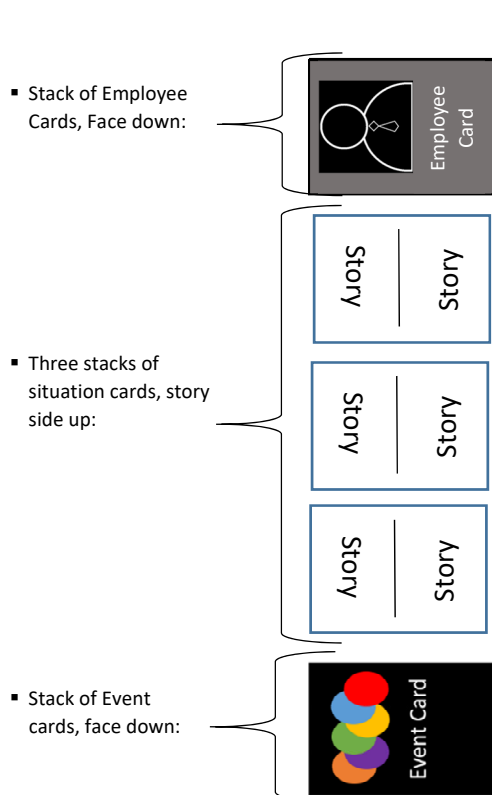 ▪ Stack of Employee
Cards, Face down:
Employee
Card
Story
Story
▪ Three stacks of
situation cards, story
side up:
Story
Story
Story
Story
▪ Stack of Event
cards, face down:
Event Card